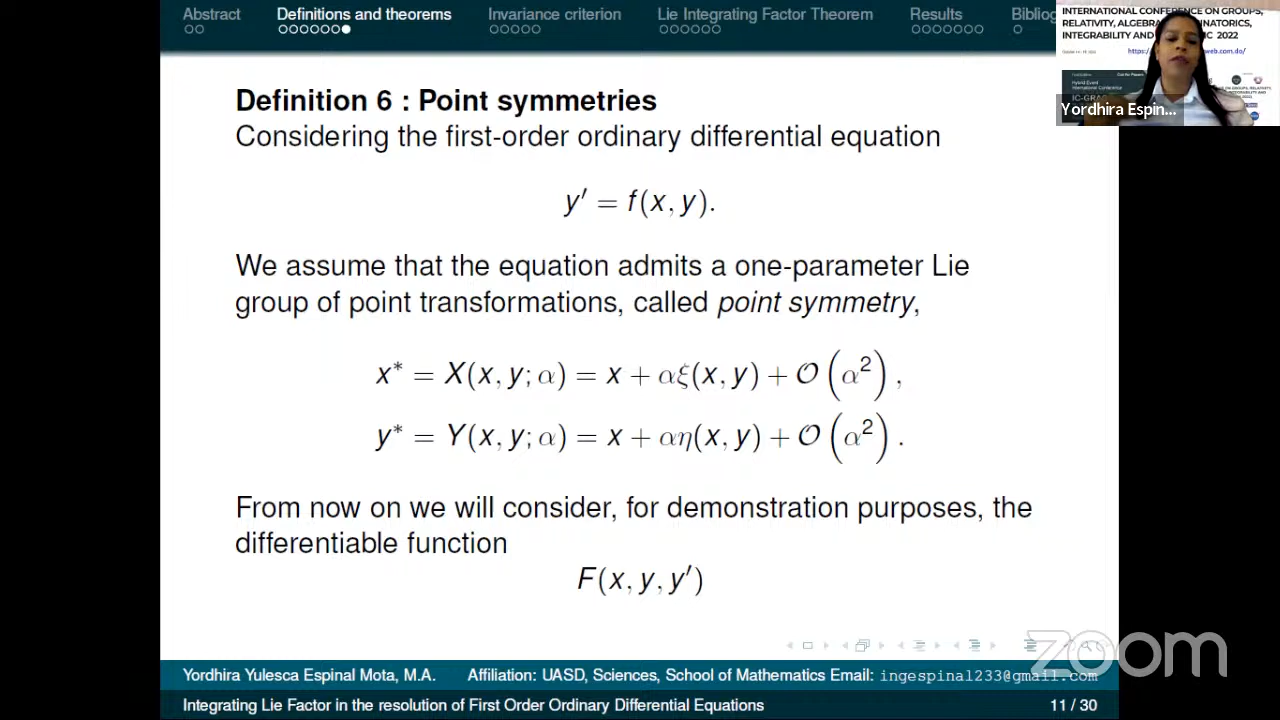 Abstract Definitions and theorems Invariance criterion Lie Integrating Factor Theorem Results Bibliog
INTERNATIONAL CONFERENCE ON GROUPS,
RELATIVITY, ALGEBRA
INTEGRABILITY AND 2022
Yordhira Espin...
Definition 6 : Point symmetries
Considering the first-order ordinary differential equation
y′ = f(x, y).
We assume that the equation admits a one-parameter Lie
group of point transformations, called point symmetry,
x* = X(x, y; α) = x + αξ(x, y) + O(α²),
y* = Y(x, y; α) = x + αη(x, y) + O(α²).
From now on we will consider, for demonstration purposes, the
differentiable function
F(x, y, y′)
zoom
Yordhira Yulesca Espinal Mota, M.A. Affiliation: UASD, Sciences, School of Mathematics Email: ingespinal233@gmail.com
Integrating Lie Factor in the resolution of First Order Ordinary Differential Equations 11 / 30